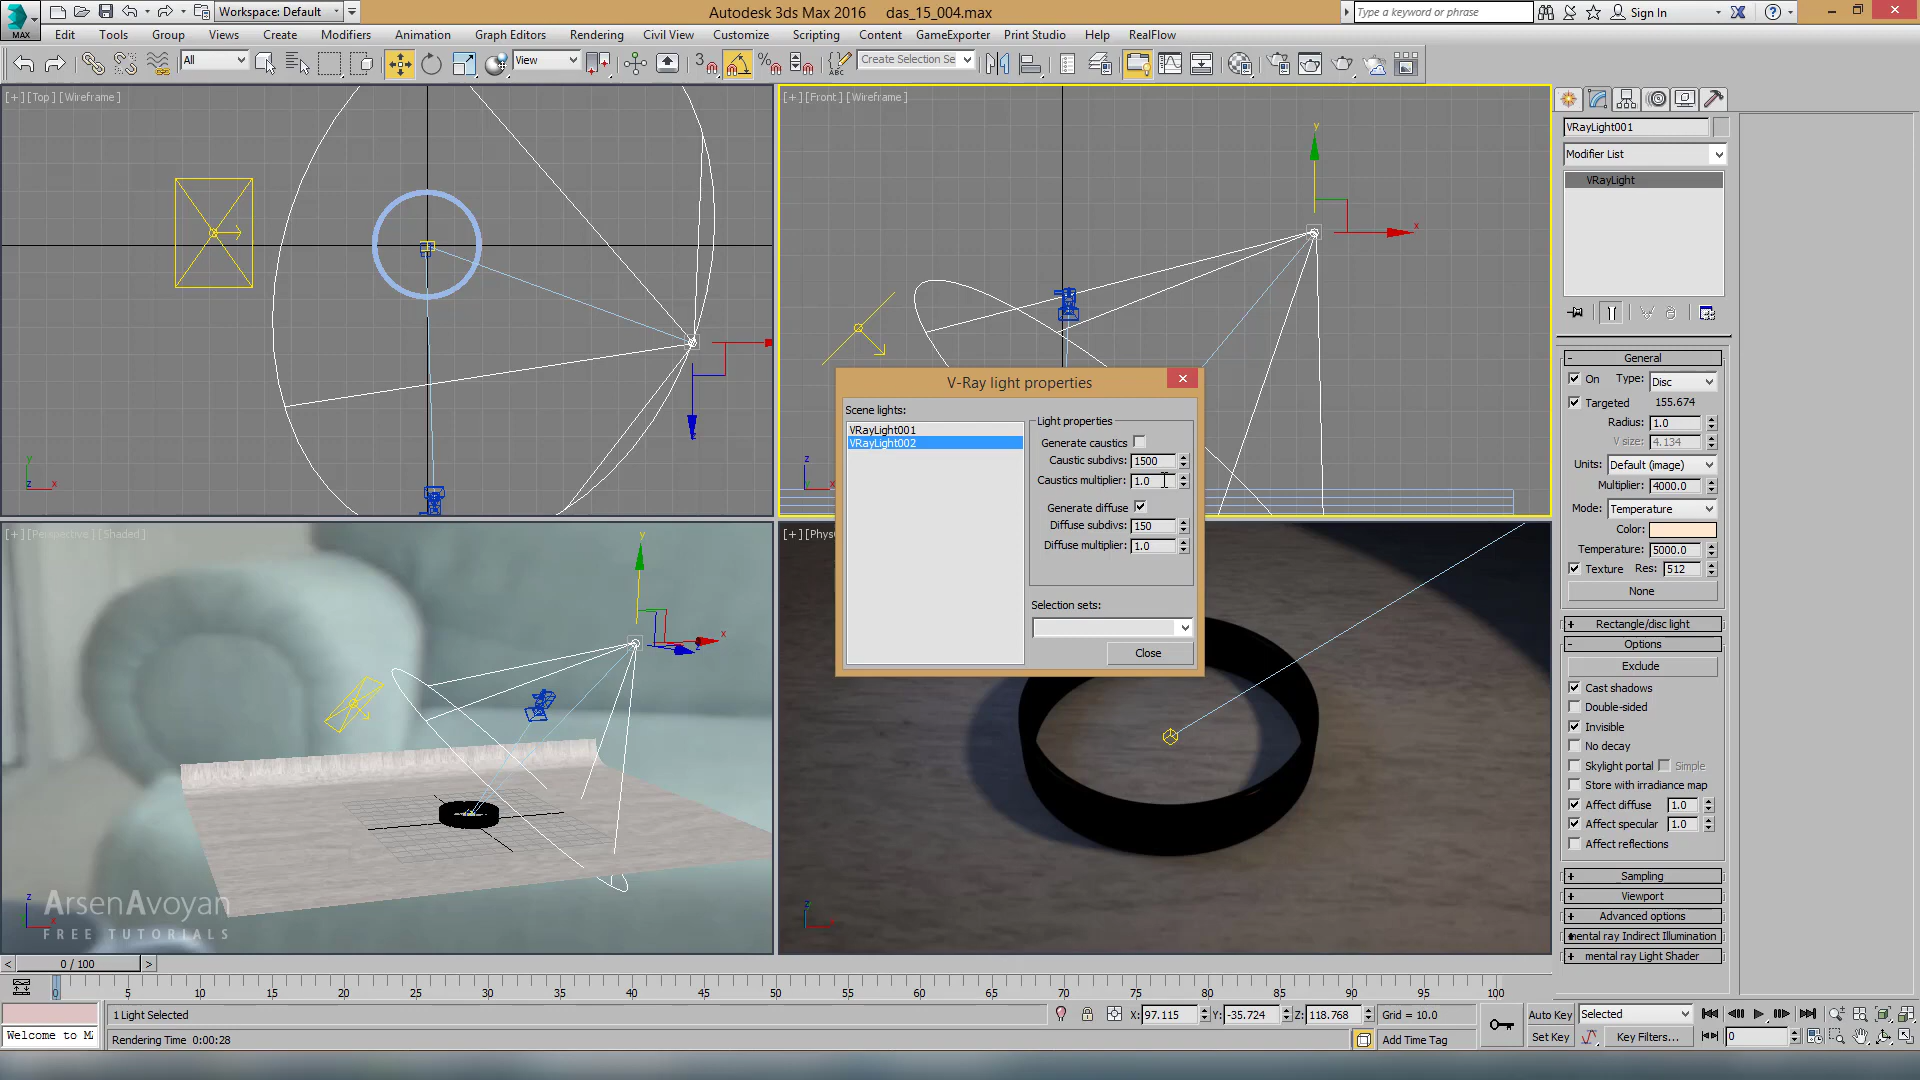 Workspace: Default
Autodesk 3ds Max 2016 das_15_004.max
Type a keyword or phrase
Sign In
MAX
Edit Tools Group Views Create Modifiers Animation Graph Editors Rendering Civil View Customize Scripting Content GameExporter Print Studio Help RealFlow
All
View
Create Selection Se
[+] [Top] [Wireframe]
[+] [Front] [Wireframe]
VRayLight001
Modifier List
VRayLight
General
On Type: Disc
Targeted 155.674
Radius: 1.0
V size: 4.134
Units: Default (image)
Multiplier: 4000.0
Mode: Temperature
Color:
Temperature: 5000.0
Texture Res: 512
None
Rectangle/disc light
Options
Exclude
Cast shadows
Double-sided
Invisible
No decay
Skylight portal Simple
Store with irradiance map
Affect diffuse 1.0
Affect specular 1.0
Affect reflections
Sampling
Viewport
Advanced options
mental ray Indirect Illumination
mental ray Light Shader
V-Ray light properties
Scene lights:
VRayLight001
VRayLight002
Light properties
Generate caustics
Caustic subdivs: 1500
Caustics multiplier: 1.0
Generate diffuse
Diffuse subdivs: 150
Diffuse multiplier: 1.0
Selection sets:
Close
[+] [Perspective] [Shaded]
[+] [Phys
ArsenAvoyan
FREE TUTORIALS
0 / 100
0 5 10 15 20 25 30 35 40 45 50 55 60 65 70 75 80 85 90 95 100
1 Light Selected
X: 97.115 Y: -35.724 Z: 118.768 Grid = 10.0
Auto Key Selected
Welcome to M
Rendering Time 0:00:28
Add Time Tag
Set Key Key Filters... 0